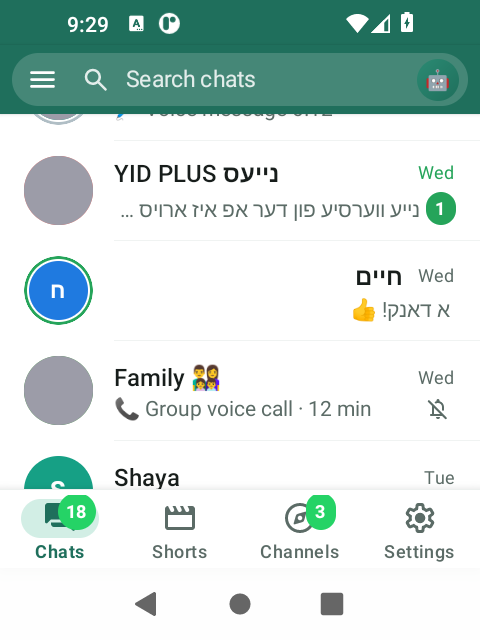 9:29
Search chats
YID PLUS נייעס
Wed
נייע ווערסיע פון דער אפ איז ארויס ...
1
ח
חיים
Wed
א דאנק! 👍
Family 👨‍👩‍👧‍👦
Wed
📞 Group voice call · 12 min
Shaya
Tue
18
3
Chats
Shorts
Channels
Settings